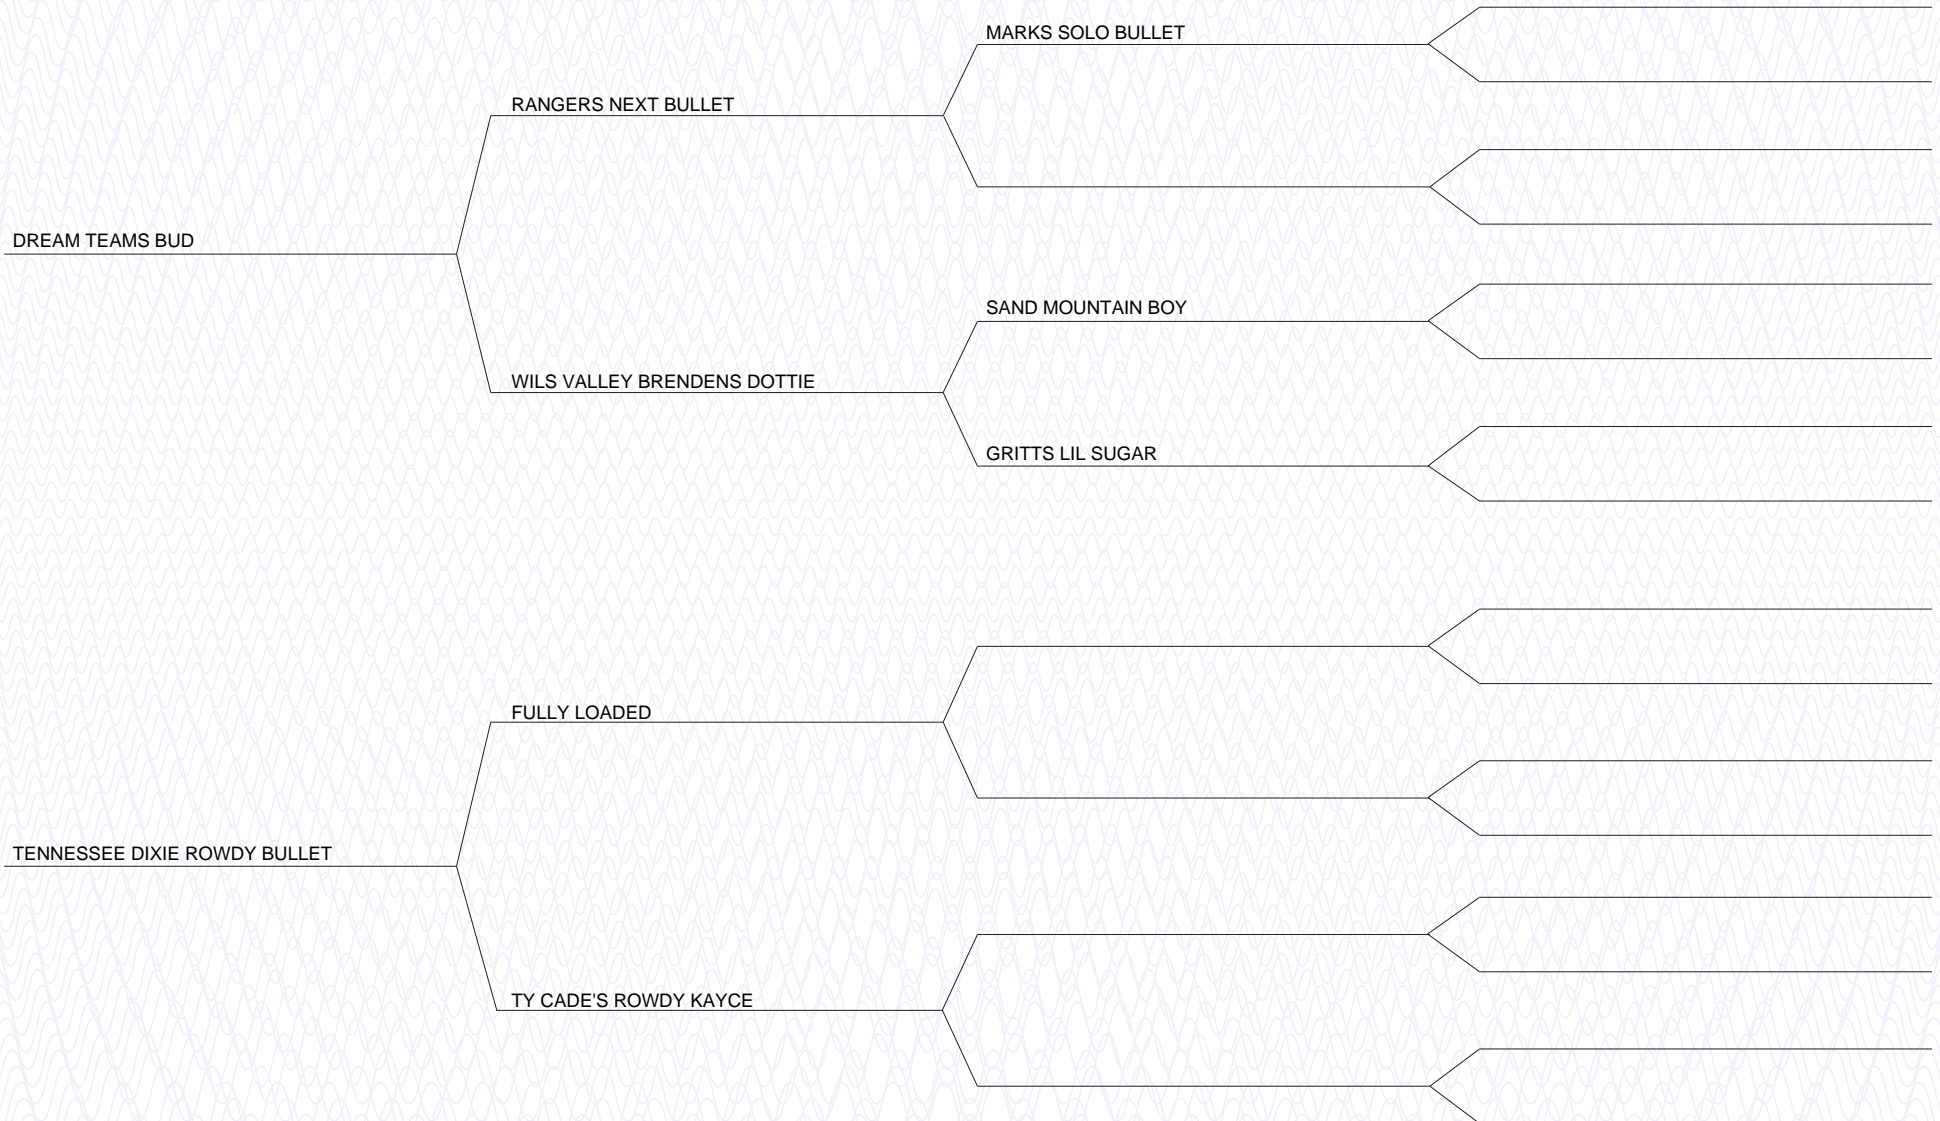 MARKS SOLO BULLET
RANGERS NEXT BULLET
DREAM TEAMS BUD
SAND MOUNTAIN BOY
WILS VALLEY BRENDENS DOTTIE
GRITTS LIL SUGAR
FULLY LOADED
TENNESSEE DIXIE ROWDY BULLET
TY CADE'S ROWDY KAYCE